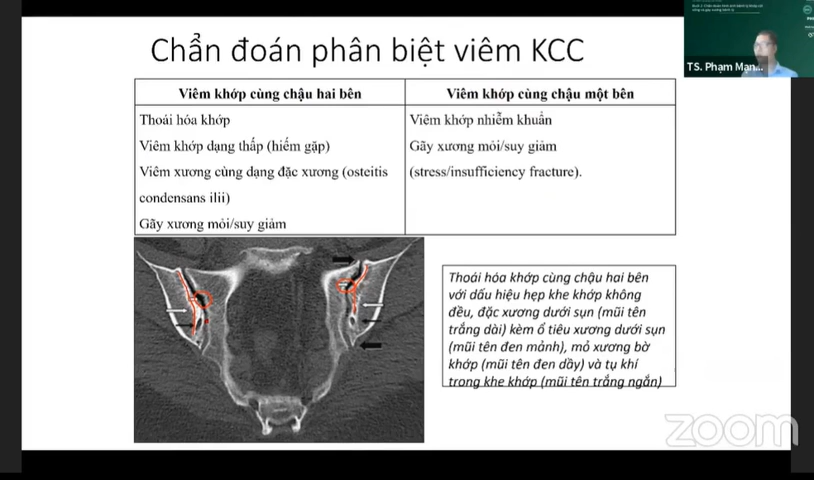 Chẩn đoán phân biệt viêm KCC
TS. Phạm Mạn...
Viêm khớp cùng chậu hai bên
Viêm khớp cùng chậu một bên
Thoái hóa khớp
Viêm khớp dạng thấp (hiếm gặp)
Viêm xương cùng dạng đặc xương (osteitis
condensans ilii)
Gãy xương mỏi/suy giảm
Viêm khớp nhiễm khuẩn
Gãy xương mỏi/suy giảm
(stress/insufficiency fracture).
Thoái hóa khớp cùng chậu hai bên
với dấu hiệu hẹp khe khớp không
đều, đặc xương dưới sụn (mũi tên
trắng dài) kèm ổ tiêu xương dưới sụn
(mũi tên đen mảnh), mỏ xương bờ
khớp (mũi tên đen dầy) và tụ khí
trong khe khớp (mũi tên trắng ngắn)
zoom